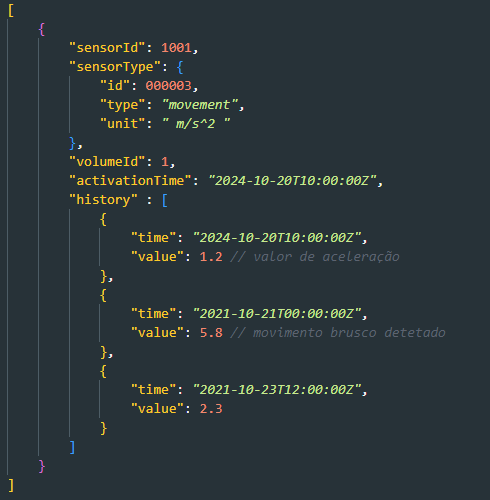 [
    {
        "sensorId": 1001,
        "sensorType": {
            "id": 000003,
            "type": "movement",
            "unit": " m/s^2 "
        },
        "volumeId": 1,
        "activationTime": "2024-10-20T10:00:00Z",
        "history" : [
            {
                "time": "2024-10-20T10:00:00Z",
                "value": 1.2 // valor de aceleração
            },
            {
                "time": "2021-10-21T00:00:00Z",
                "value": 5.8 // movimento brusco detetado
            },
            {
                "time": "2021-10-23T12:00:00Z",
                "value": 2.3
            }
        ]
    }
]